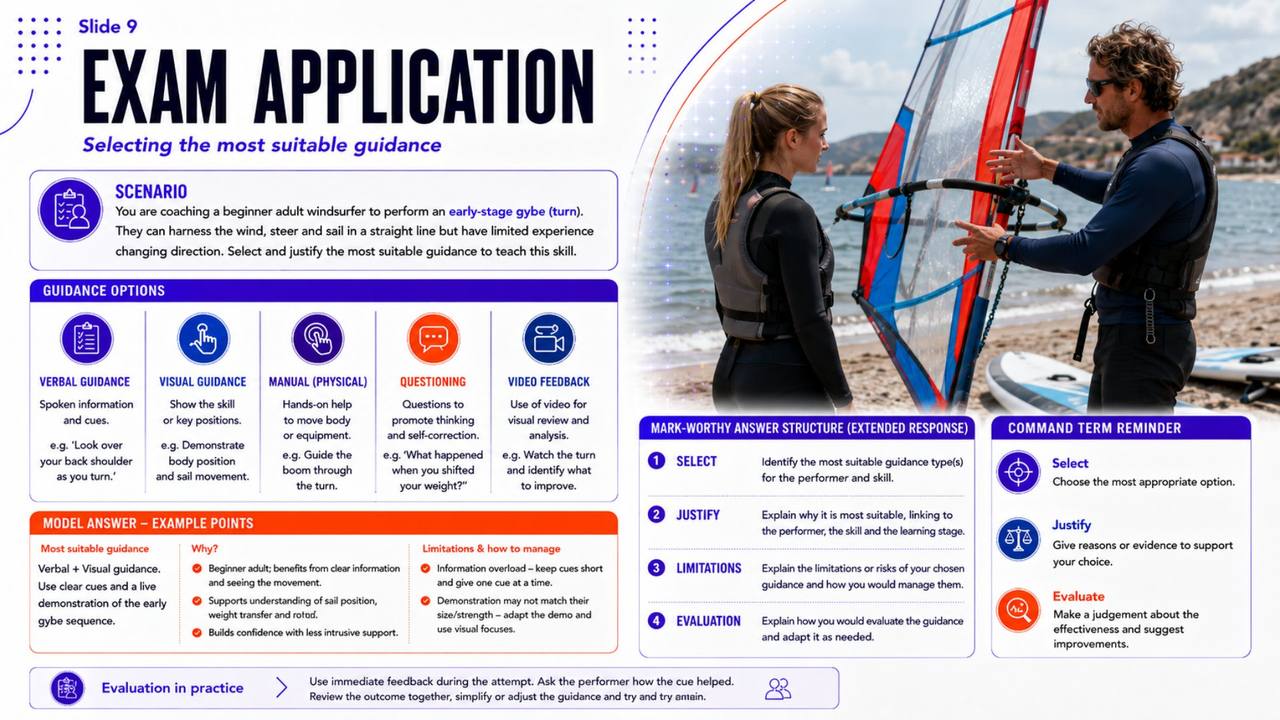 Slide 9
EXAM APPLICATION
Selecting the most suitable guidance
SCENARIO
You are coaching a beginner adult windsurfer to perform an early-stage gybe (turn).
They can harness the wind, steer and sail in a straight line but have limited experience
changing direction. Select and justify the most suitable guidance to teach this skill.
GUIDANCE OPTIONS
VERBAL GUIDANCE
Spoken information
and cues.
e.g. 'Look over
your back shoulder
as you turn.'
VISUAL GUIDANCE
Show the skill
or key positions.
e.g. Demonstrate
body position
and sail movement.
MANUAL (PHYSICAL)
Hands-on help
to move body
or equipment.
e.g. Guide the
boom through
the turn.
QUESTIONING
Questions to
promote thinking
and self-correction.
e.g. 'What happened
when you shifted
your weight?"
VIDEO FEEDBACK
Use of video for
visual review and
analysis.
e.g. Watch the turn
and identify what
to improve.
MODEL ANSWER – EXAMPLE POINTS
Most suitable guidance
Verbal + Visual guidance.
Use clear cues and a live
demonstration of the early
gybe sequence.
Why?
Beginner adult; benefits from clear information
and seeing the movement.
Supports understanding of sail position,
weight transfer and
Builds confidence with less intrusive support.
Limitations & how to manage
Information overload – keep cues short
and give one cue at a time.
Demonstration may not match their
size/strength – adapt the demo and
use visual focuses.
MARK-WORTHY ANSWER STRUCTURE (EXTENDED RESPONSE)
1 SELECT
Identify the most suitable guidance type(s)
for the performer and skill.
2 JUSTIFY
Explain why it is most suitable, linking to
the performer, the skill and the learning stage.
3 LIMITATIONS
Explain the limitations or risks of your chosen
guidance and how you would manage them.
4 EVALUATION
Explain how you would evaluate the guidance
and adapt it as needed.
COMMAND TERM REMINDER
Select
Choose the most appropriate option.
Justify
Give reasons or evidence to support
your choice.
Evaluate
Make a judgement about the
effectiveness and suggest
improvements.
Evaluation in practice
Use immediate feedback during the attempt. Ask the performer how the cue helped.
Review the outcome together, simplify or adjust the guidance and try and try